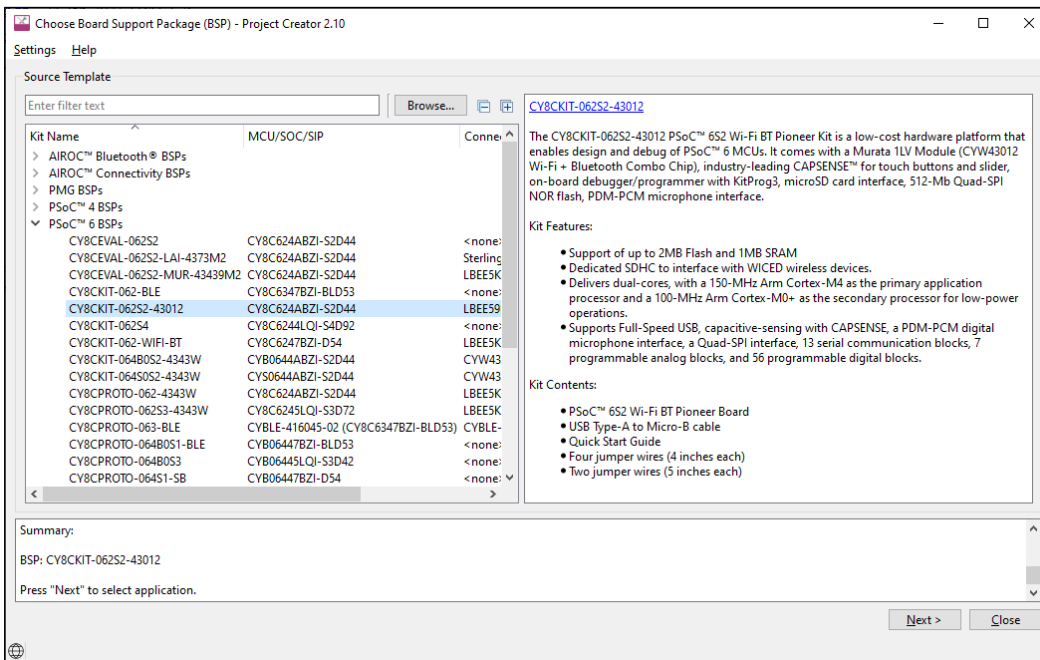 Choose Board Support Package (BSP) - Project Creator 2.10
Settings Help
Source Template
Enter filter text
Browse...
Kit Name MCU/SOC/SIP Connec
AIROC™ Bluetooth® BSPs
AIROC™ Connectivity BSPs
PMG BSPs
PSoC™ 4 BSPs
PSoC™ 6 BSPs
CY8CEVAL-062S2 CY8C624ABZI-S2D44 <none>
CY8CEVAL-062S2-LAI-4373M2 CY8C624ABZI-S2D44 Sterling
CY8CEVAL-062S2-MUR-43439M2 CY8C624ABZI-S2D44 LBEE5K
CY8CKIT-062-BLE CY8C6347BZI-BLD53 <none>
CY8CKIT-062S2-43012 CY8C624ABZI-S2D44 LBEE59
CY8CKIT-062S4 CY8C6244LQI-S4D92 <none>
CY8CKIT-062-WIFI-BT CY8C6247BZI-D54 LBEE5K
CY8CKIT-064B0S2-4343W CYB0644ABZI-S2D44 CYW43
CY8CKIT-064S0S2-4343W CYS0644ABZI-S2D44 CYW43
CY8CPROTO-062-4343W CY8C624ABZI-S2D44 LBEE5K
CY8CPROTO-062S3-4343W CY8C6245LQI-S3D72 LBEE5K
CY8CPROTO-063-BLE CYBLE-416045-02 (CY8C6347BZI-BLD53) CYBLE-
CY8CPROTO-064B0S1-BLE CYB06447BZI-BLD53 <none>
CY8CPROTO-064B0S3 CYB06445LQI-S3D42 <none>
CY8CPROTO-064S1-SB CYB06447BZI-D54 <none>
CY8CKIT-062S2-43012
The CY8CKIT-062S2-43012 PSoC™ 6S2 Wi-Fi BT Pioneer Kit is a low-cost hardware platform that
enables design and debug of PSoC™ 6 MCUs. It comes with a Murata 1LV Module (CYW43012
Wi-Fi + Bluetooth Combo Chip), industry-leading CAPSENSE™ for touch buttons and slider,
on-board debugger/programmer with KitProg3, microSD card interface, 512-Mb Quad-SPI
NOR flash, PDM-PCM microphone interface.
Kit Features:
● Support of up to 2MB Flash and 1MB SRAM
● Dedicated SDHC to interface with WICED wireless devices.
● Delivers dual-cores, with a 150-MHz Arm Cortex-M4 as the primary application
processor and a 100-MHz Arm Cortex-M0+ as the secondary processor for low-power
operations.
● Supports Full-Speed USB, capacitive-sensing with CAPSENSE, a PDM-PCM digital
microphone interface, a Quad-SPI interface, 13 serial communication blocks, 7
programmable analog blocks, and 56 programmable digital blocks.
Kit Contents:
● PSoC™ 6S2 Wi-Fi BT Pioneer Board
● USB Type-A to Micro-B cable
● Quick Start Guide
● Four jumper wires (4 inches each)
● Two jumper wires (5 inches each)
Summary:
BSP: CY8CKIT-062S2-43012
Press "Next" to select application.
Next > Close